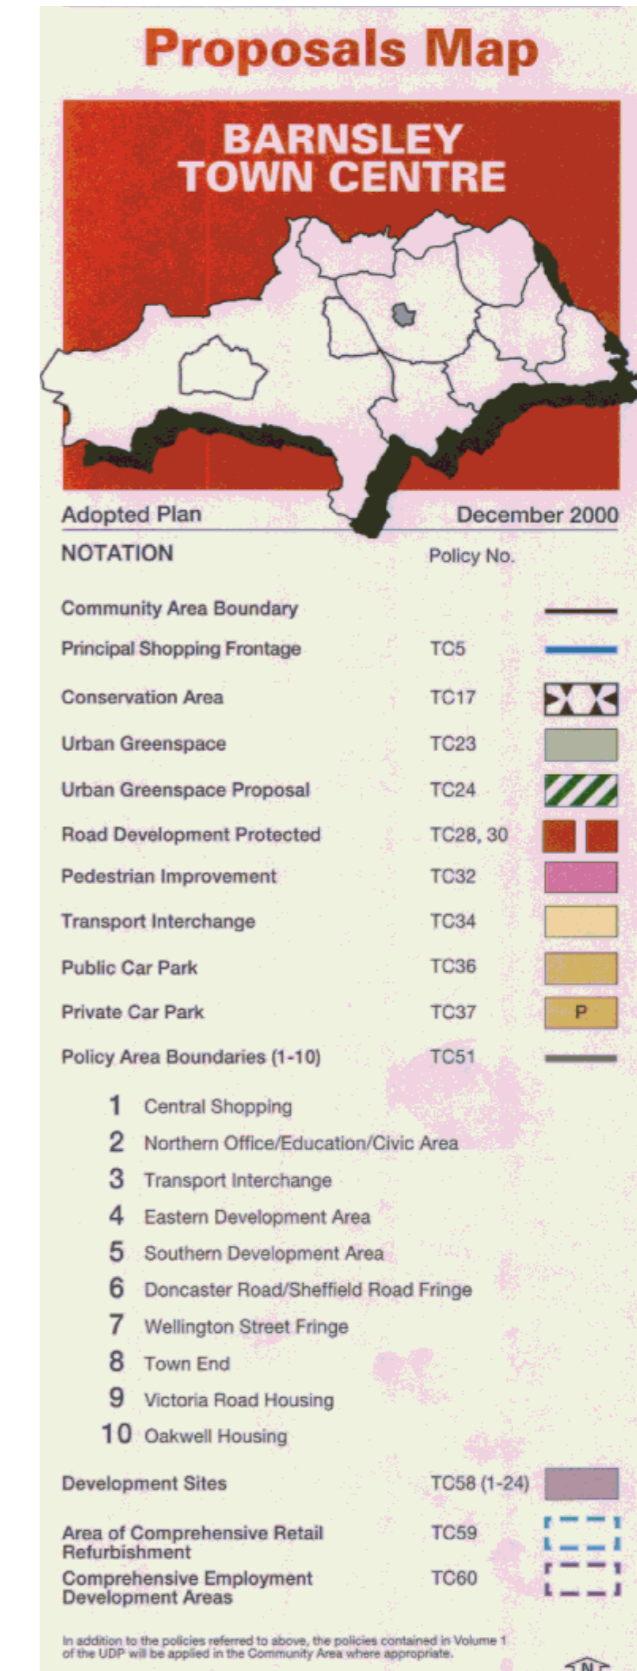 Proposals Map
BARNSLEY
TOWN CENTRE
Adopted Plan December 2000
NOTATION Policy No.
Community Area Boundary
Principal Shopping Frontage TC5
Conservation Area TC17
Urban Greenspace TC23
Urban Greenspace Proposal TC24
Road Development Protected TC28, 30
Pedestrian Improvement TC32
Transport Interchange TC34
Public Car Park TC36
Private Car Park TC37 P
Policy Area Boundaries (1-10) TC51
1 Central Shopping
2 Northern Office/Education/Civic Area
3 Transport Interchange
4 Eastern Development Area
5 Southern Development Area
6 Doncaster Road/Sheffield Road Fringe
7 Wellington Street Fringe
8 Town End
9 Victoria Road Housing
10 Oakwell Housing
Development Sites TC58 (1-24)
Area of Comprehensive Retail TC59
Refurbishment
Comprehensive Employment TC60
Development Areas
In addition to the policies referred to above, the policies contained in Volume 1
of the UDP will be applied in the Community Area where appropriate.
N